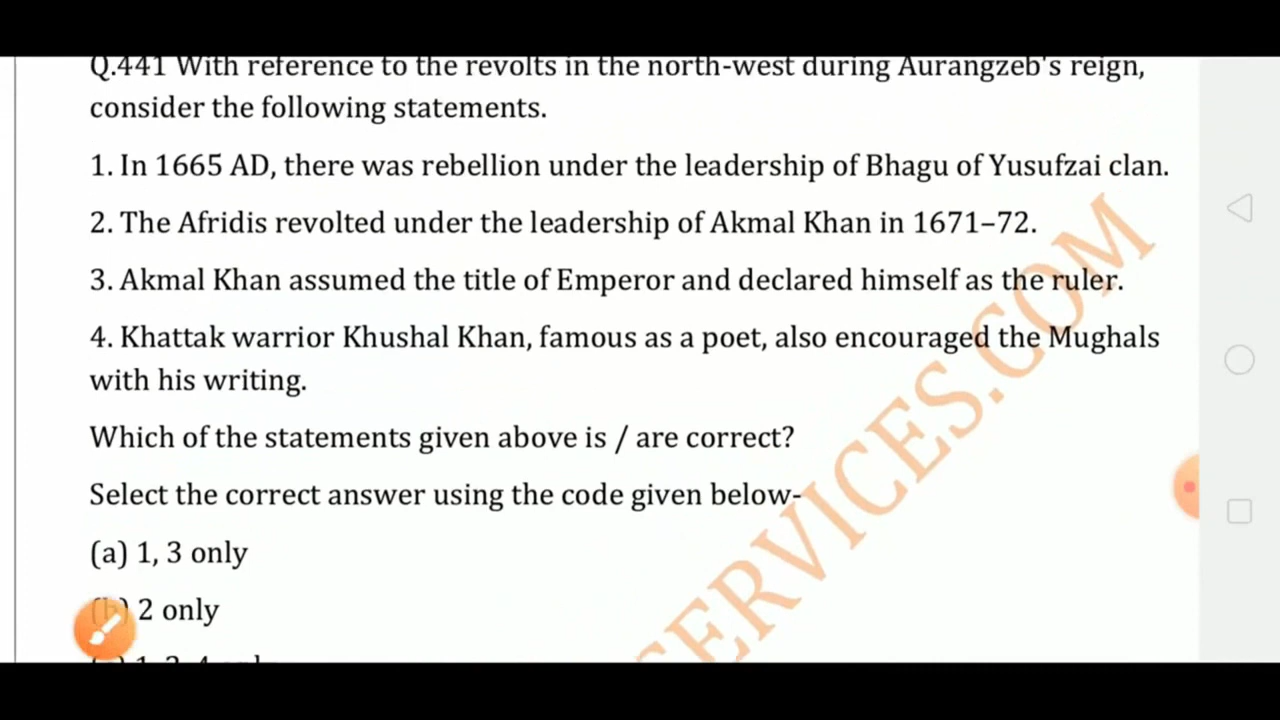 Q.441 With reference to the revolts in the north-west during Aurangzeb's reign,
consider the following statements.
1. In 1665 AD, there was rebellion under the leadership of Bhagu of Yusufzai clan.
2. The Afridis revolted under the leadership of Akmal Khan in 1671–72.
3. Akmal Khan assumed the title of Emperor and declared himself as the ruler.
4. Khattak warrior Khushal Khan, famous as a poet, also encouraged the Mughals
with his writing.
Which of the statements given above is / are correct?
Select the correct answer using the code given below-
(a) 1, 3 only
(b) 2 only
SERVICES.COM